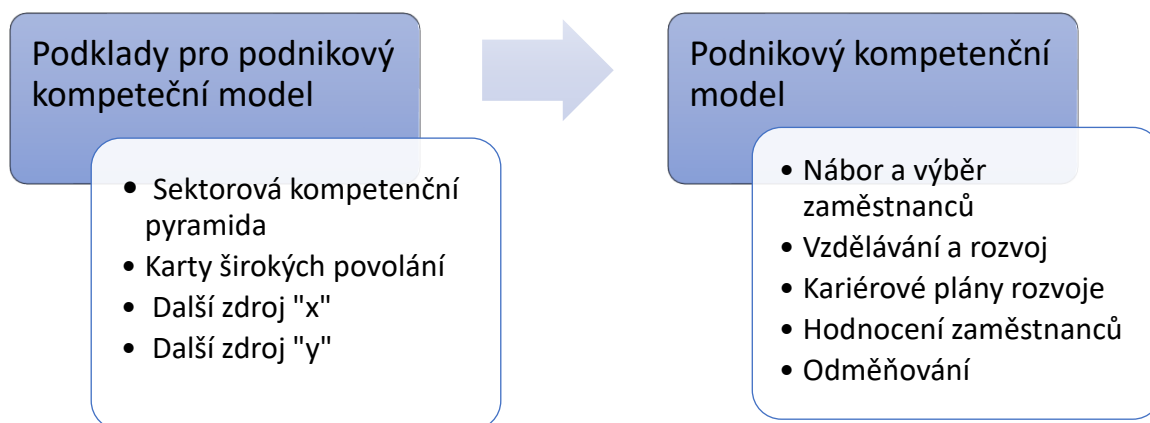 Podklady pro podnikový
kompeteční model
• Sektorová kompetenční
pyramida
• Karty širokých povolání
• Další zdroj "x"
• Další zdroj "y"
Podnikový kompetenční
model
• Nábor a výběr
zaměstnanců
• Vzdělávání a rozvoj
• Kariérové plány rozvoje
• Hodnocení zaměstnanců
• Odměňování